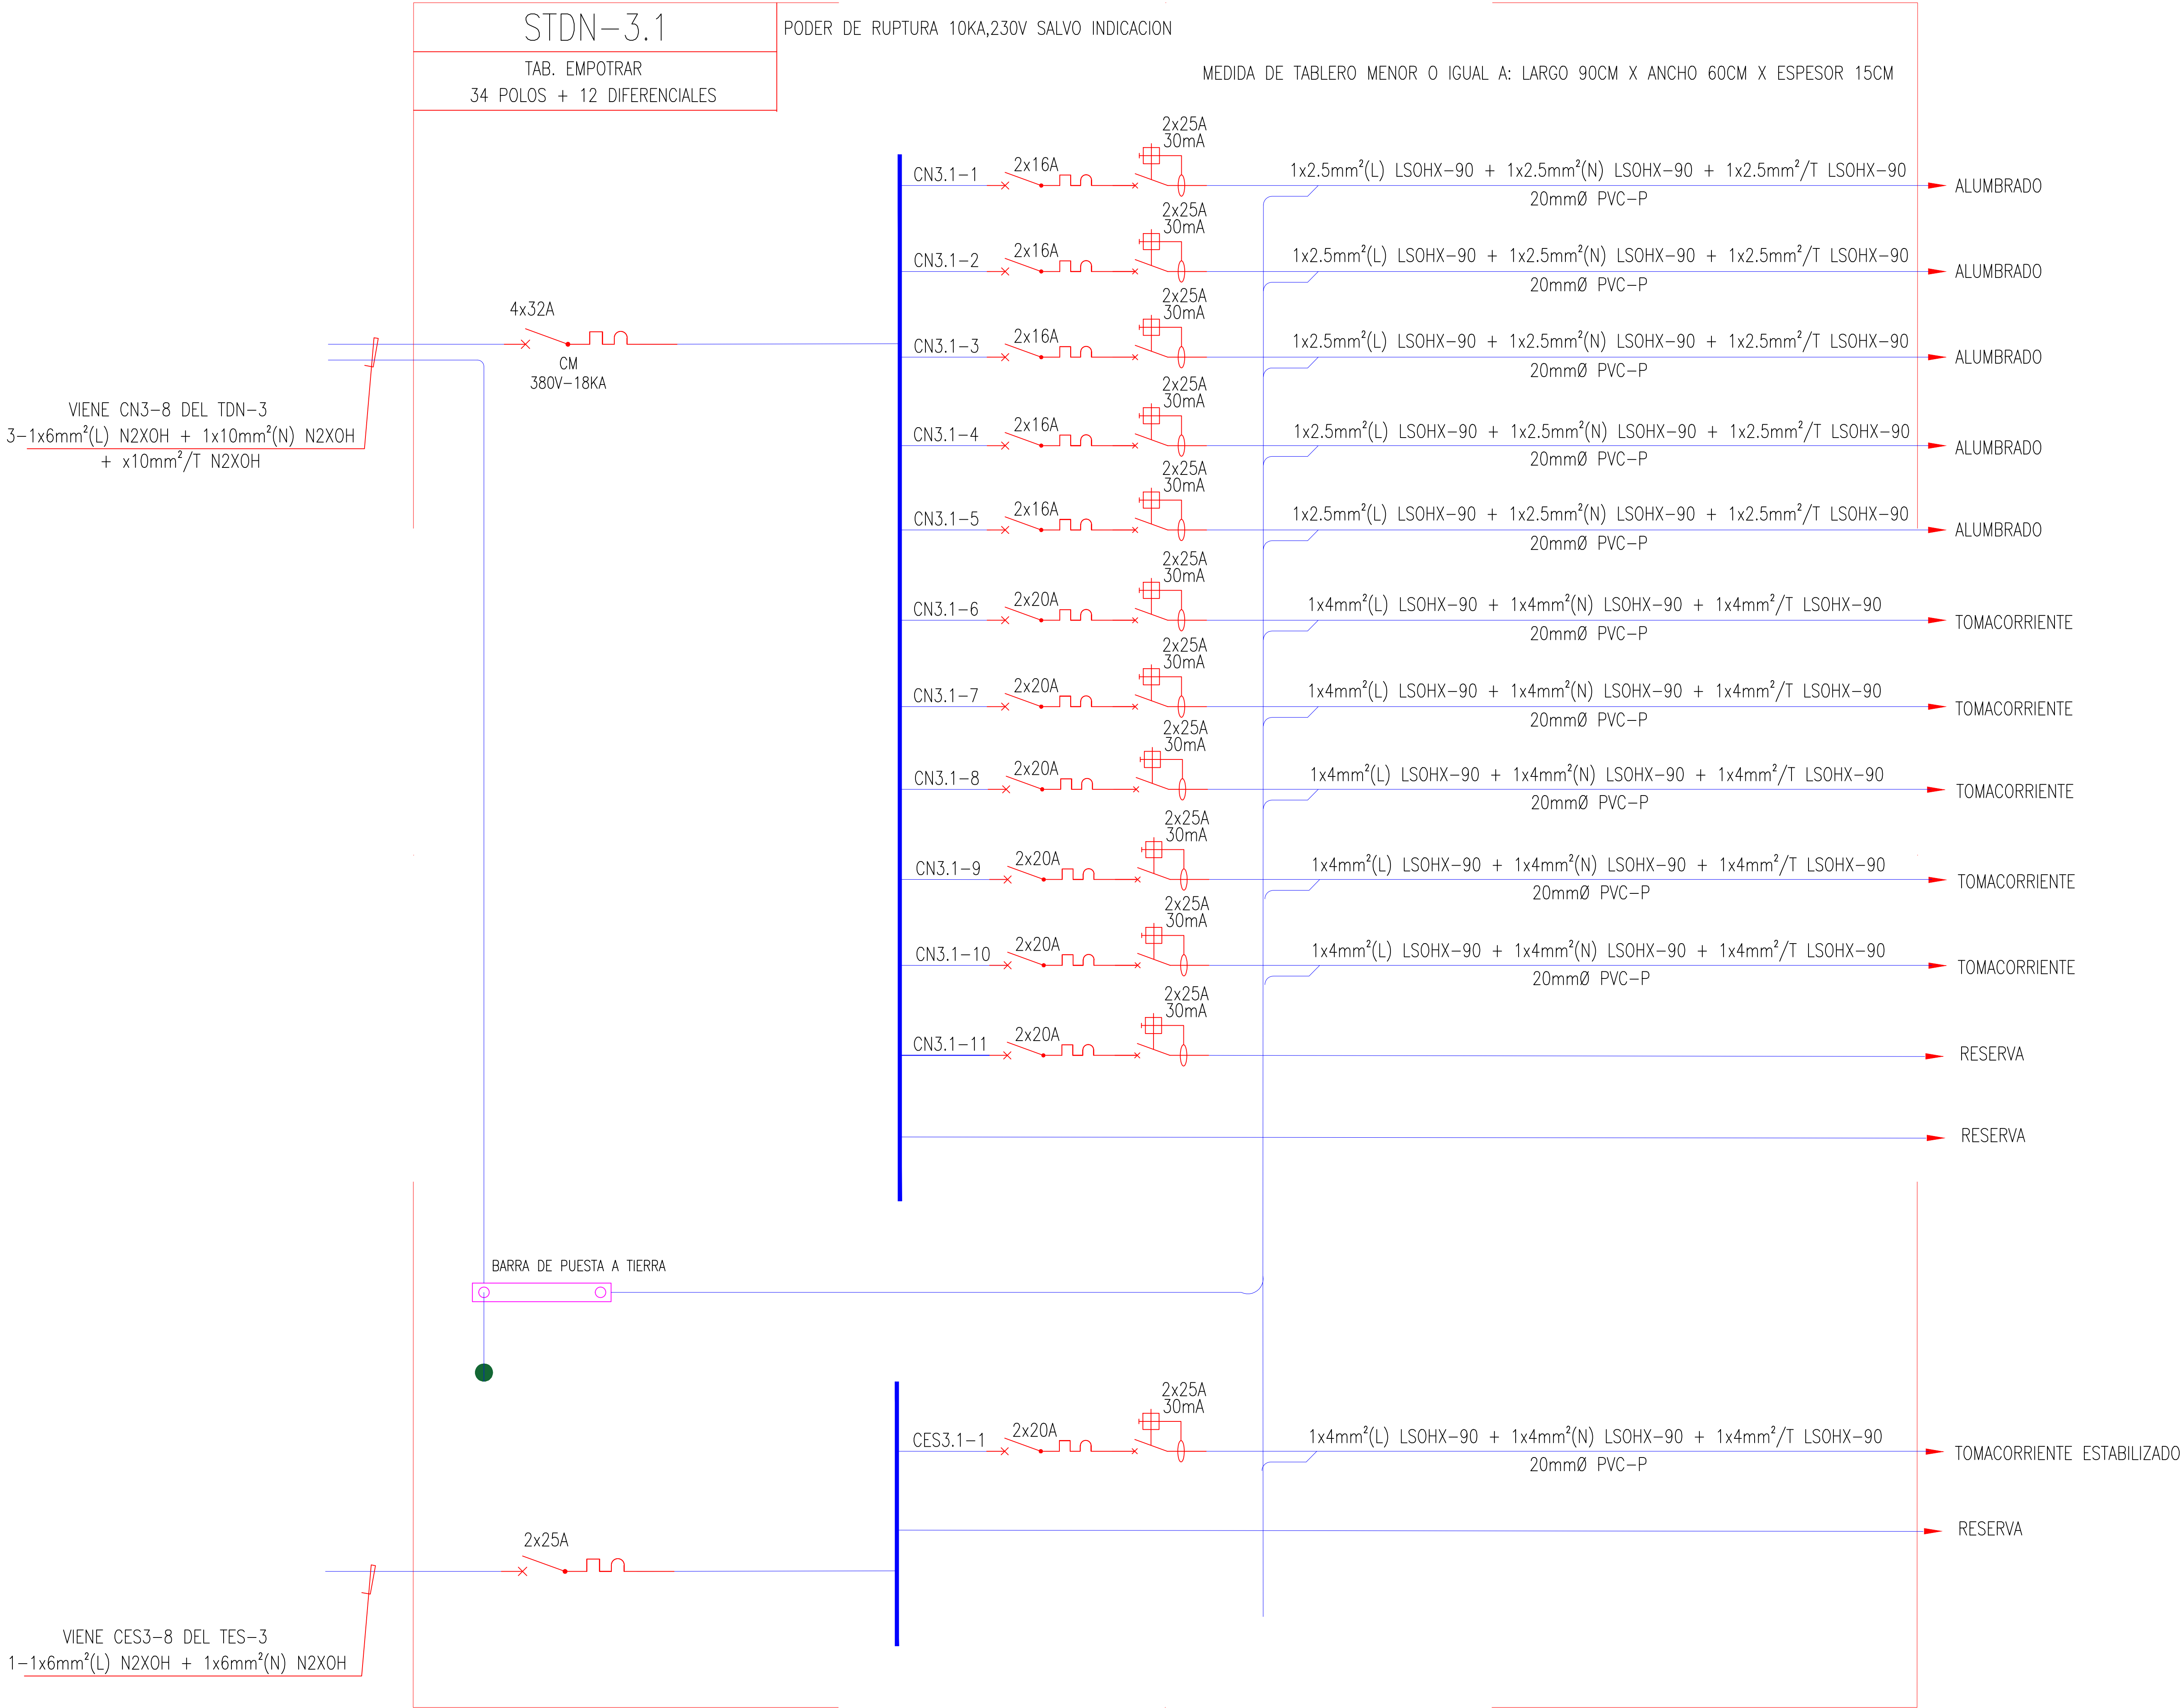 STDN-3.1
PODER DE RUPTURA 10KA,230V SALVO INDICACION
TAB. EMPOTRAR
34 POLOS + 12 DIFERENCIALES
MEDIDA DE TABLERO MENOR O IGUAL A: LARGO 90CM X ANCHO 60CM X ESPESOR 15CM
4x32A
CM
380V-18KA
VIENE CN3-8 DEL TDN-3
3-1x6mm²(L) N2XOH + 1x10mm²(N) N2XOH
+ x10mm²/T N2XOH
2x25A
30mA
CN3.1-1 2x16A 1x2.5mm²(L) LSOHX-90 + 1x2.5mm²(N) LSOHX-90 + 1x2.5mm²/T LSOHX-90 ALUMBRADO
20mmØ PVC-P
2x25A
30mA
CN3.1-2 2x16A 1x2.5mm²(L) LSOHX-90 + 1x2.5mm²(N) LSOHX-90 + 1x2.5mm²/T LSOHX-90 ALUMBRADO
20mmØ PVC-P
2x25A
30mA
CN3.1-3 2x16A 1x2.5mm²(L) LSOHX-90 + 1x2.5mm²(N) LSOHX-90 + 1x2.5mm²/T LSOHX-90 ALUMBRADO
20mmØ PVC-P
2x25A
30mA
CN3.1-4 2x16A 1x2.5mm²(L) LSOHX-90 + 1x2.5mm²(N) LSOHX-90 + 1x2.5mm²/T LSOHX-90 ALUMBRADO
20mmØ PVC-P
2x25A
30mA
CN3.1-5 2x16A 1x2.5mm²(L) LSOHX-90 + 1x2.5mm²(N) LSOHX-90 + 1x2.5mm²/T LSOHX-90 ALUMBRADO
20mmØ PVC-P
2x25A
30mA
CN3.1-6 2x20A 1x4mm²(L) LSOHX-90 + 1x4mm²(N) LSOHX-90 + 1x4mm²/T LSOHX-90 TOMACORRIENTE
20mmØ PVC-P
2x25A
30mA
CN3.1-7 2x20A 1x4mm²(L) LSOHX-90 + 1x4mm²(N) LSOHX-90 + 1x4mm²/T LSOHX-90 TOMACORRIENTE
20mmØ PVC-P
2x25A
30mA
CN3.1-8 2x20A 1x4mm²(L) LSOHX-90 + 1x4mm²(N) LSOHX-90 + 1x4mm²/T LSOHX-90 TOMACORRIENTE
20mmØ PVC-P
2x25A
30mA
CN3.1-9 2x20A 1x4mm²(L) LSOHX-90 + 1x4mm²(N) LSOHX-90 + 1x4mm²/T LSOHX-90 TOMACORRIENTE
20mmØ PVC-P
2x25A
30mA
CN3.1-10 2x20A 1x4mm²(L) LSOHX-90 + 1x4mm²(N) LSOHX-90 + 1x4mm²/T LSOHX-90 TOMACORRIENTE
20mmØ PVC-P
2x25A
30mA
CN3.1-11 2x20A RESERVA
RESERVA
BARRA DE PUESTA A TIERRA
2x25A
30mA
CES3.1-1 2x20A 1x4mm²(L) LSOHX-90 + 1x4mm²(N) LSOHX-90 + 1x4mm²/T LSOHX-90 TOMACORRIENTE ESTABILIZADO
20mmØ PVC-P
RESERVA
2x25A
VIENE CES3-8 DEL TES-3
1-1x6mm²(L) N2XOH + 1x6mm²(N) N2XOH